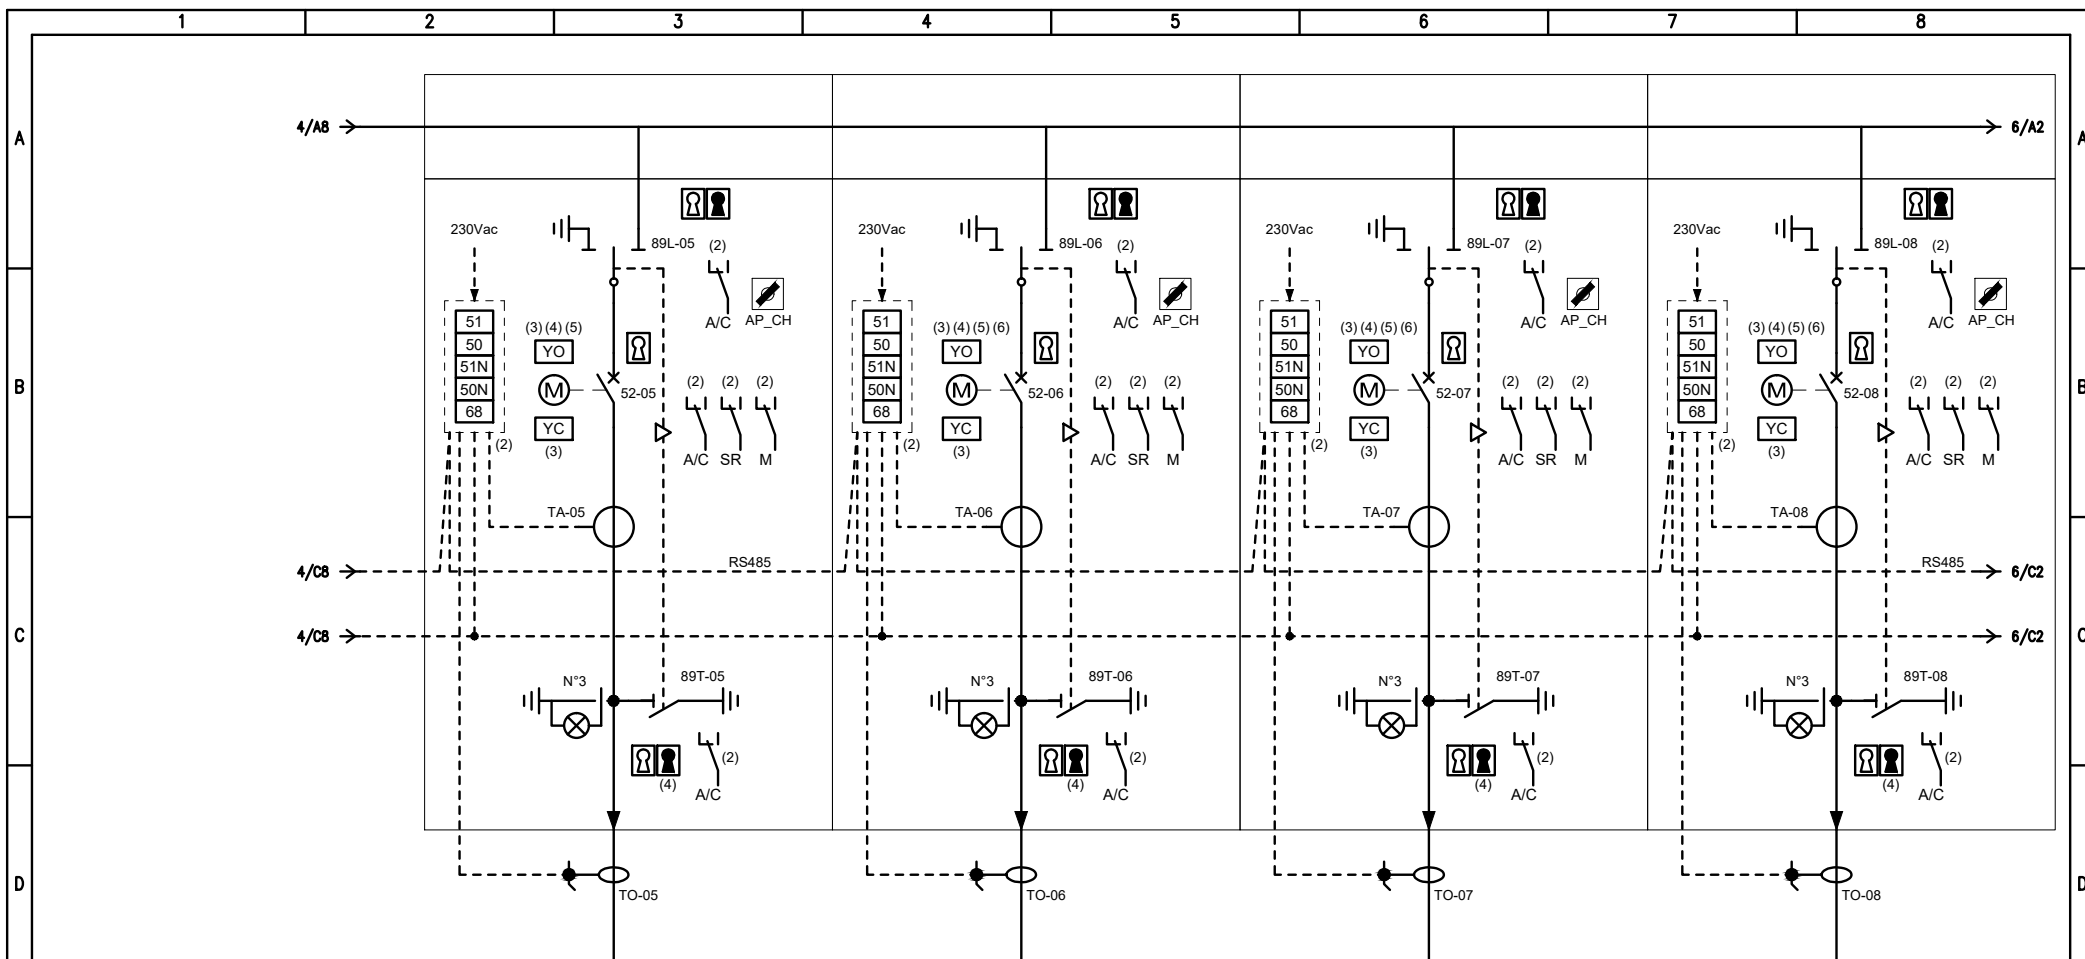 1 2 3 4 5 6 7 8
A A
4/A8 6/A2
230Vac 89L-05 (2) 230Vac 89L-06 (2) 230Vac 89L-07 (2) 230Vac 89L-08 (2)
A/C AP_CH A/C AP_CH A/C AP_CH A/C AP_CH
51 (3) (4) (5) 51 (3) (4) (5) (6) 51 (3) (4) (5) (6) 51 (3) (4) (5) (6)
50 YO 50 YO 50 YO 50 YO
51N 51N 51N 51N
B B
50N M 52-05 (2) (2) (2) 50N M 52-06 (2) (2) (2) 50N M 52-07 (2) (2) (2) 50N M 52-08 (2) (2) (2)
68 68 68 68
YC YC YC YC
(2) (3) (2) (3) (2) (3) (2) (3)
A/C SR M A/C SR M A/C SR M A/C SR M
TA-05 TA-06 TA-07 TA-08
4/C8 RS485 RS485 6/C2
C C
4/C8 6/C2
N°3 89T-05 N°3 89T-06 N°3 89T-07 N°3 89T-08
(2) (2) (2) (2)
(4) A/C (4) A/C (4) A/C (4) A/C
D D
TO-05 TO-06 TO-07 TO-08